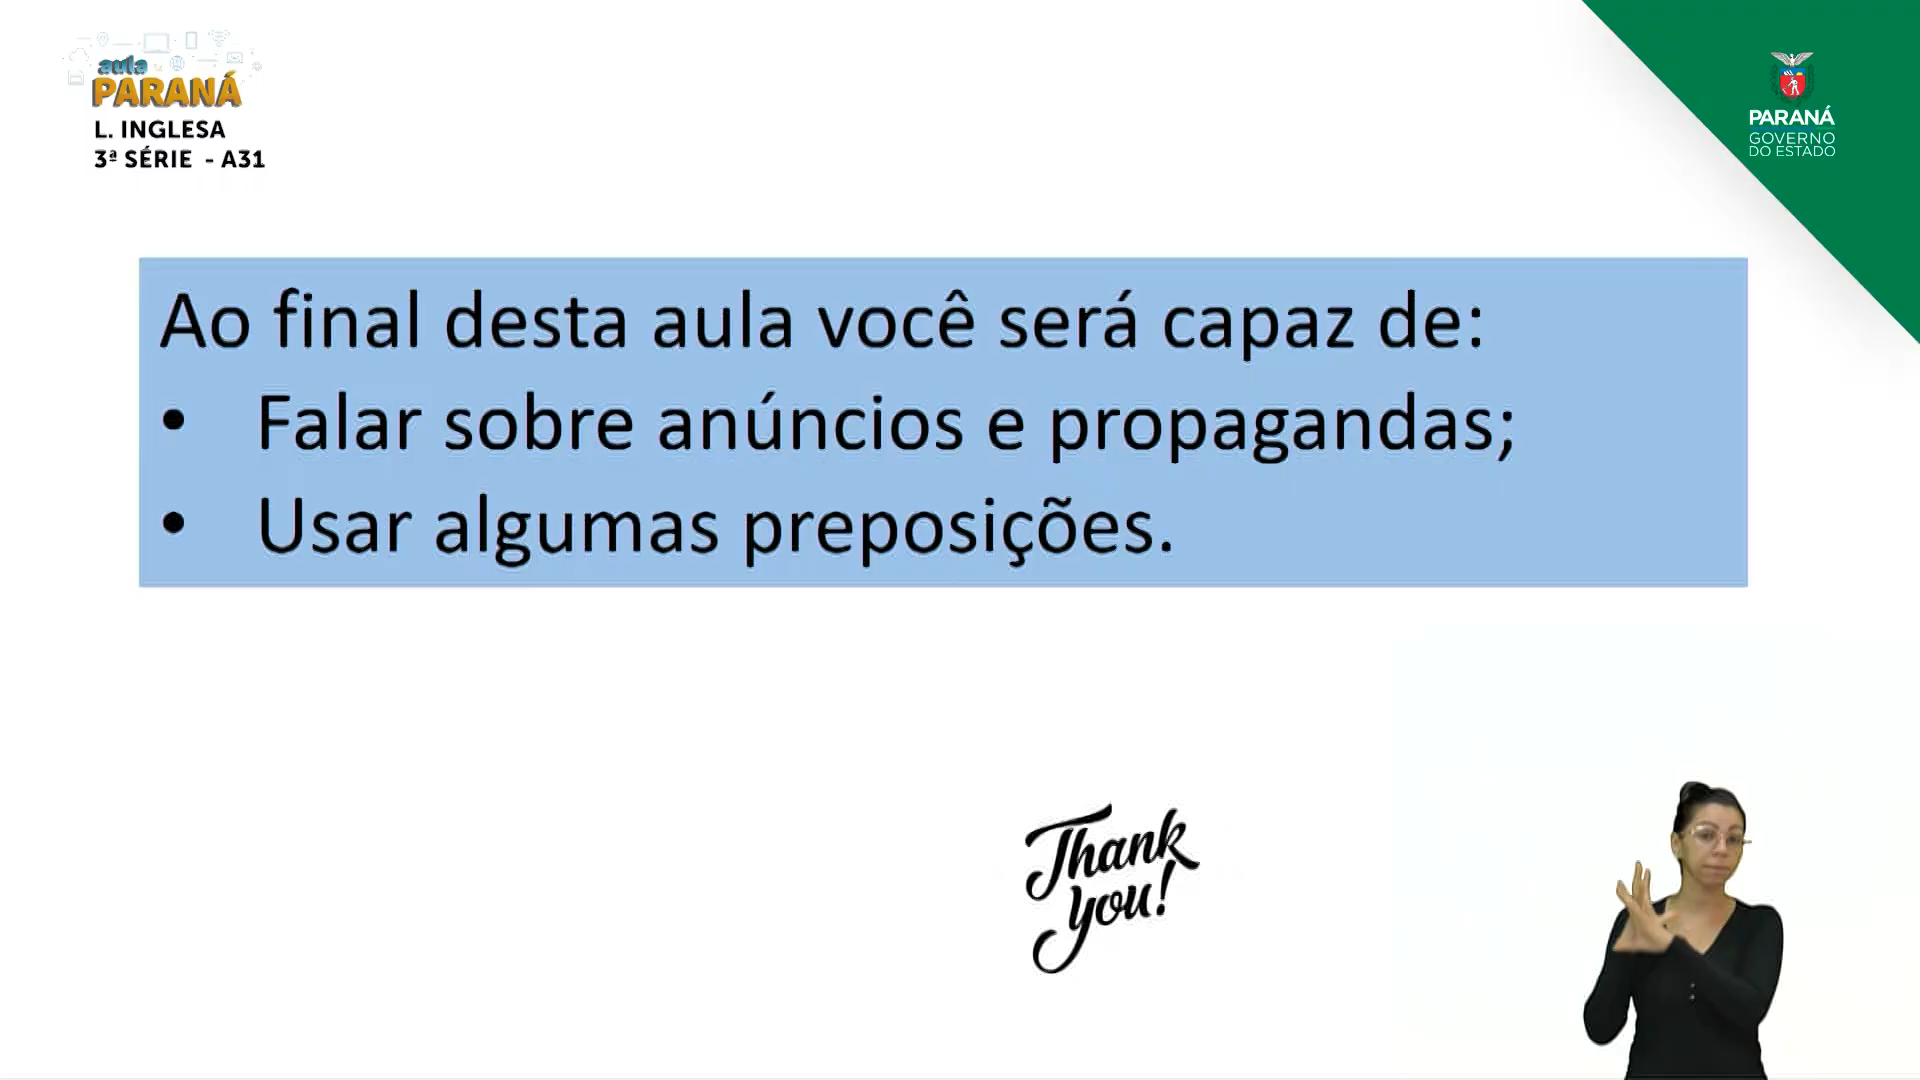 aula
PARANÁ
L. INGLESA
3ª SÉRIE - A31
PARANÁ
GOVERNO
DO ESTADO
Ao final desta aula você será capaz de:
• Falar sobre anúncios e propagandas;
• Usar algumas preposições.
Thank
you!